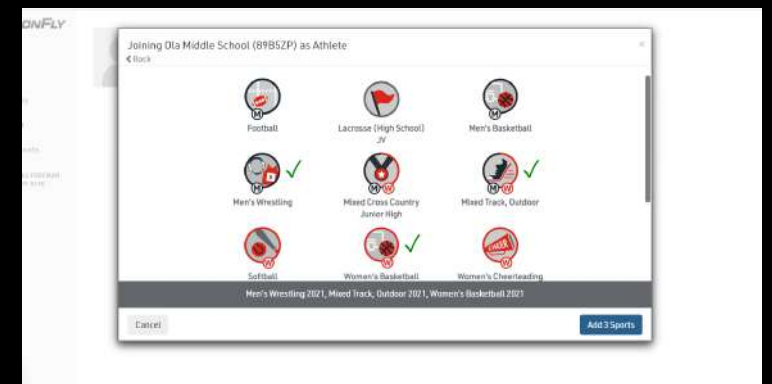 Joining Ola Middle School (89B5ZP) as Athlete
Back
Football
Lacrosse (High School)
JV
Men's Basketball
Men's Wrestling
Mixed Cross Country
Junior High
Mixed Track, Outdoor
Softball
Women's Basketball
Women's Cheerleading
Men's Wrestling 2021, Mixed Track, Outdoor 2021, Women's Basketball 2021
Cancel
Add 3 Sports